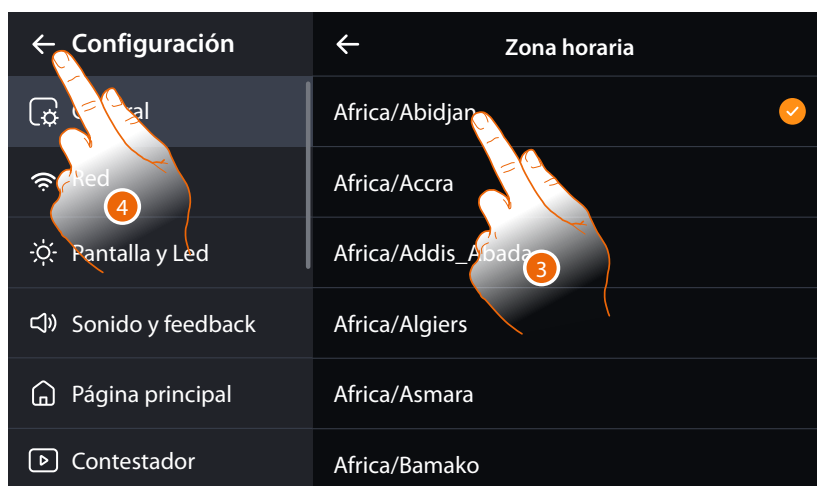 Configuración
General
Red
Pantalla y Led
Sonido y feedback
Página principal
Contestador
4
Zona horaria
Africa/Abidjan
Africa/Accra
Africa/Addis_Abada
Africa/Algiers
Africa/Asmara
Africa/Bamako
3